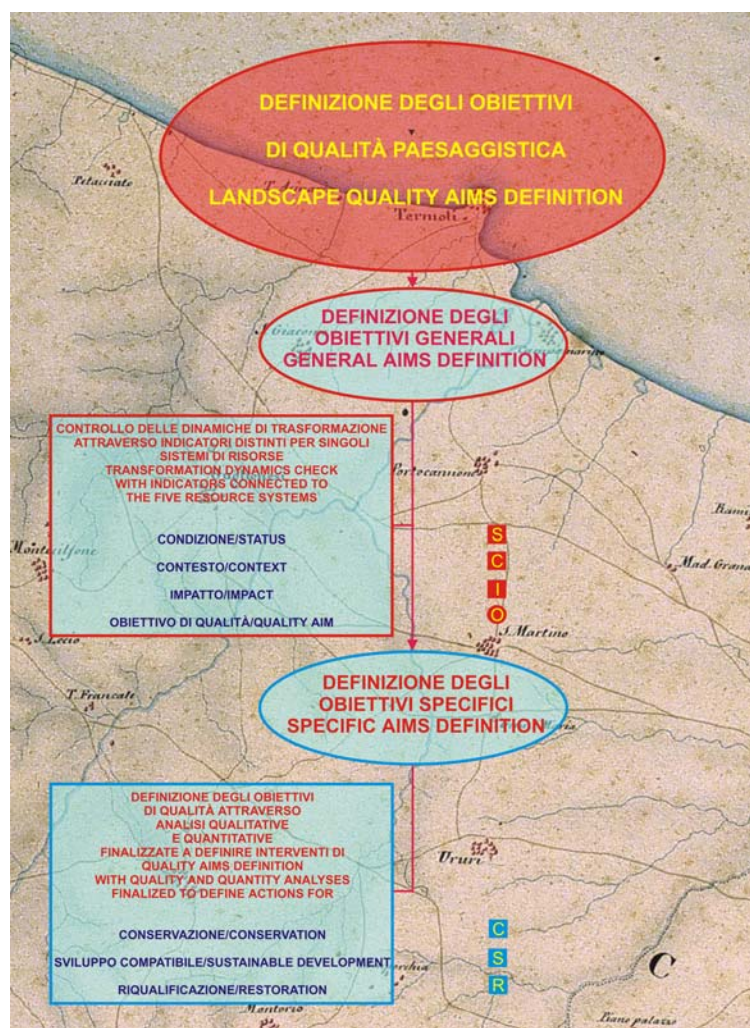 DEFINIZIONE DEGLI OBIETTIVI
DI QUALITÀ PAESAGGISTICA
LANDSCAPE QUALITY AIMS DEFINITION
Petacciato
Termoli
DEFINIZIONE DEGLI
OBIETTIVI GENERALI
GENERAL AIMS DEFINITION
S. Giacomo
CONTROLLO DELLE DINAMICHE DI TRASFORMAZIONE
ATTRAVERSO INDICATORI DISTINTI PER SINGOLI
SISTEMI DI RISORSE
TRANSFORMATION DYNAMICS CHECK
WITH INDICATORS CONNECTED TO
THE FIVE RESOURCE SYSTEMS
CONDIZIONE/STATUS
CONTESTO/CONTEXT
IMPATTO/IMPACT
OBIETTIVO DI QUALITÀ/QUALITY AIM
Portocannone
S
C
I
O
Montecilfone
Mad. Grana
S. Martino
T. Francali
DEFINIZIONE DEGLI
OBIETTIVI SPECIFICI
SPECIFIC AIMS DEFINITION
DEFINIZIONE DEGLI OBIETTIVI
DI QUALITÀ ATTRAVERSO
ANALISI QUALITATIVE
E QUANTITATIVE
FINALIZZATE A DEFINIRE INTERVENTI DI
QUALITY AIMS DEFINITION
WITH QUALITY AND QUANTITY ANALYSES
FINALIZED TO DEFINE ACTIONS FOR
CONSERVAZIONE/CONSERVATION
SVILUPPO COMPATIBILE/SUSTAINABLE DEVELOPMENT
RIQUALIFICAZIONE/RESTORATION
Ururi
C
S
R
C
Montorio
Piano palazzo